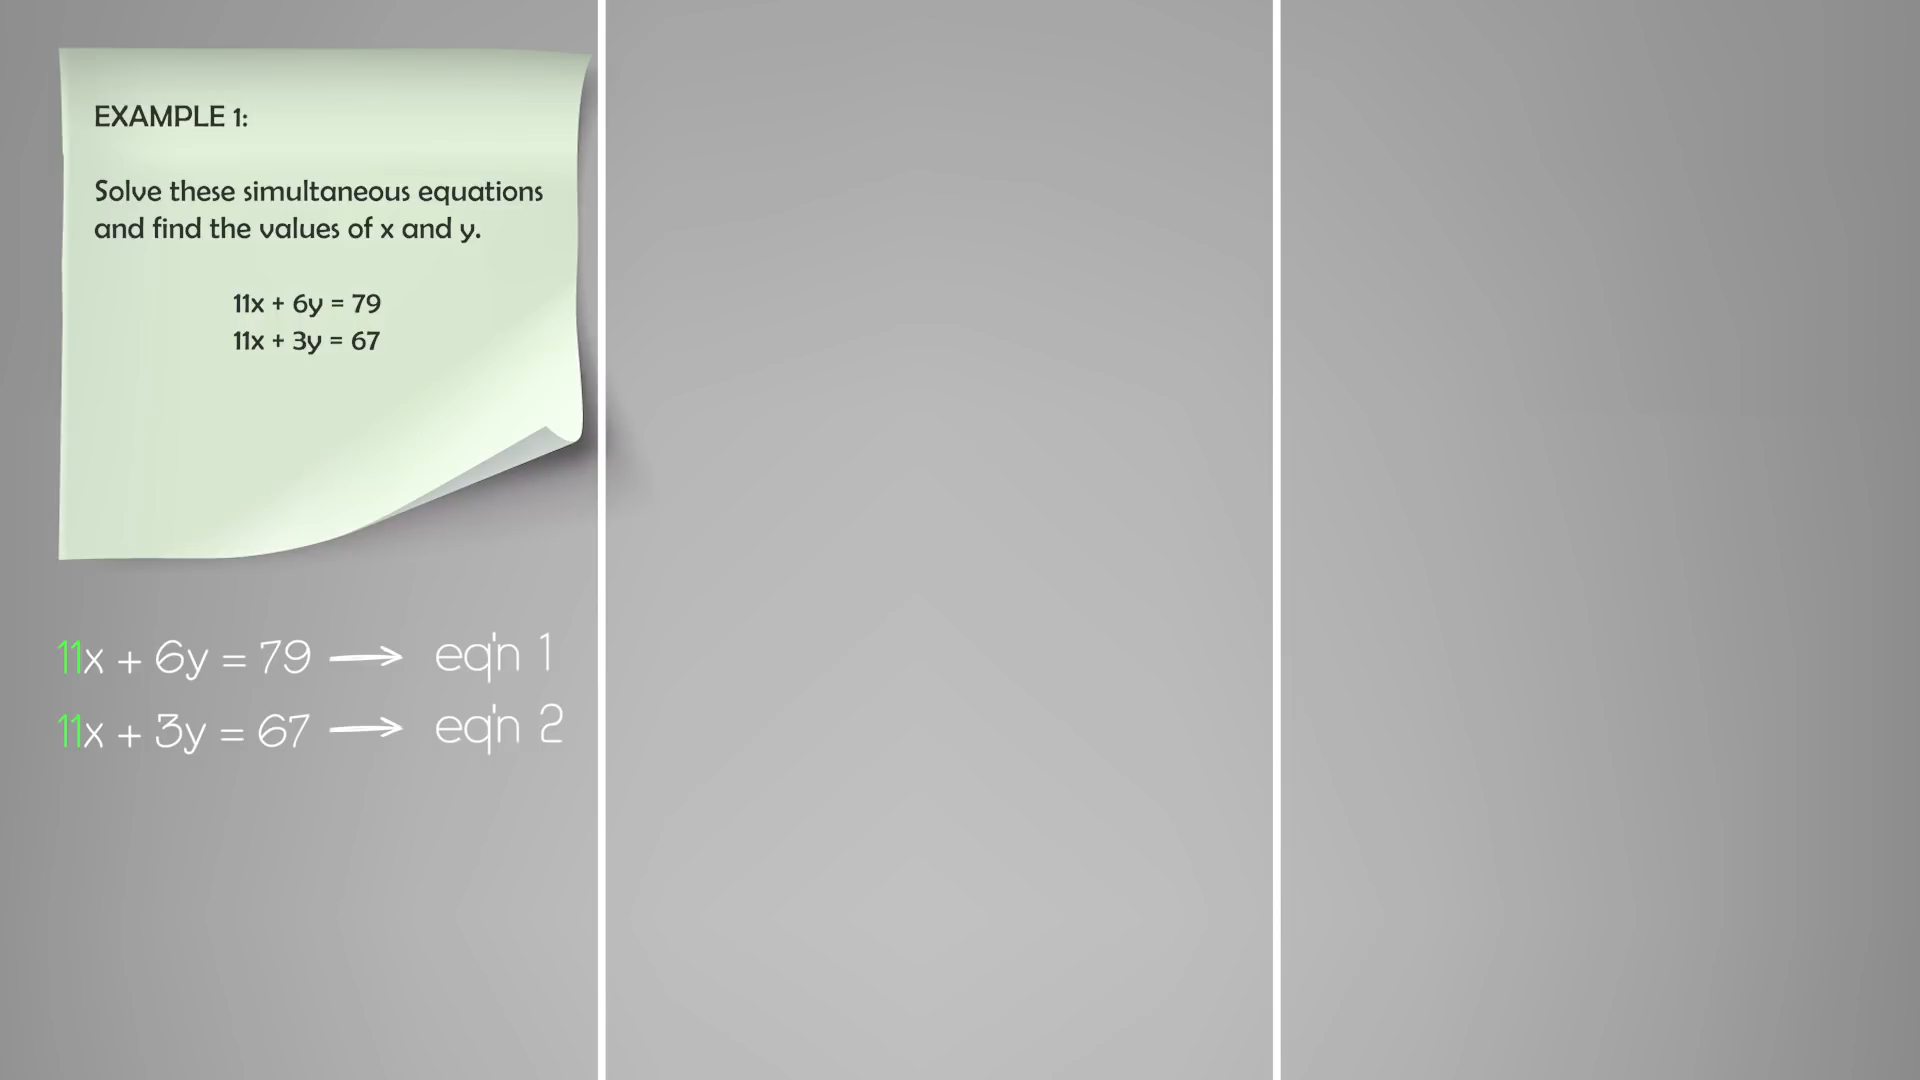 EXAMPLE 1:
Solve these simultaneous equations
and find the values of x and y.
11x + 6y = 79
11x + 3y = 67
11x + 6y = 79 ⟶ eq'n 1
11x + 3y = 67 ⟶ eq'n 2